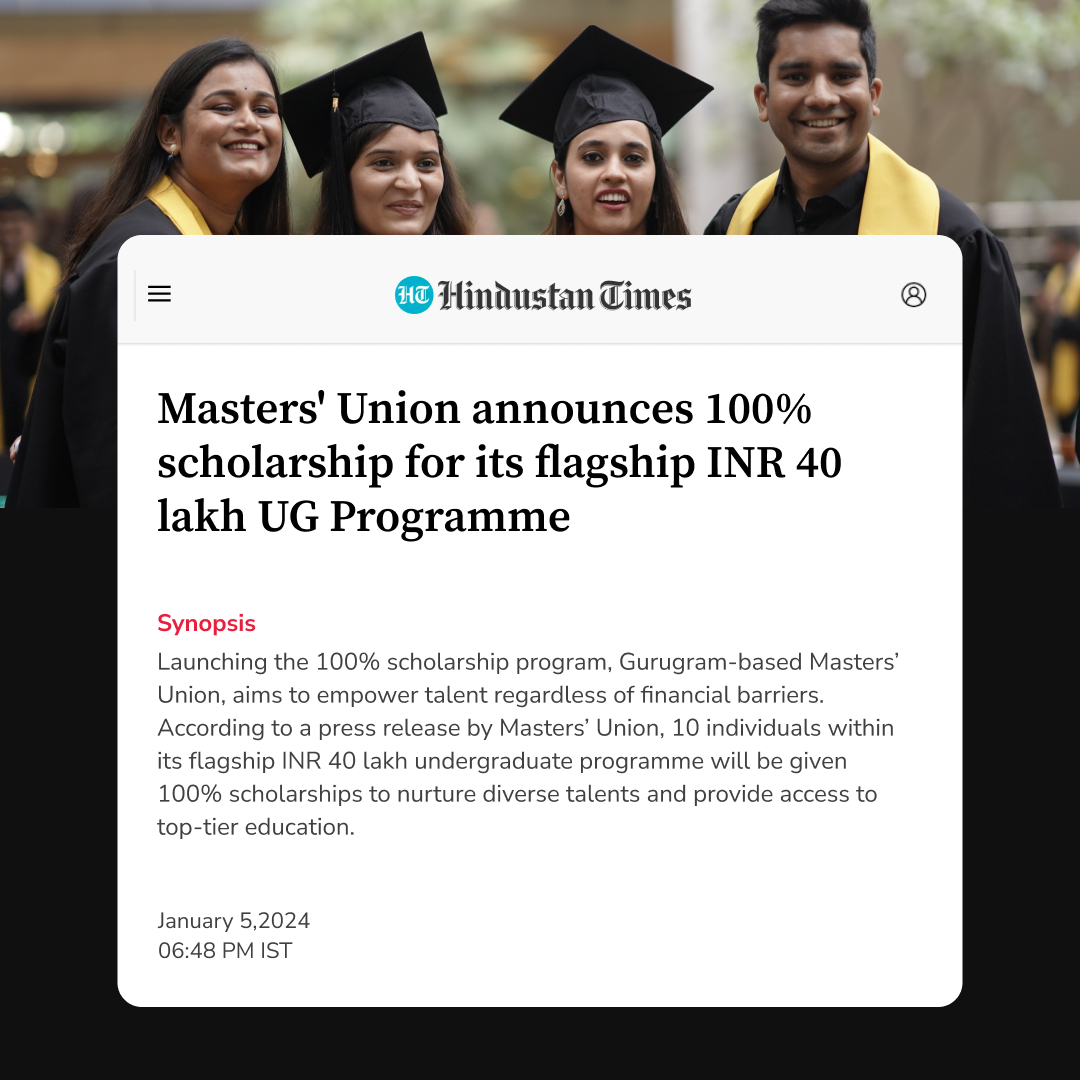 HT Hindustan Times
Masters' Union announces 100%
scholarship for its flagship INR 40
lakh UG Programme
Synopsis
Launching the 100% scholarship program, Gurugram-based Masters’
Union, aims to empower talent regardless of financial barriers.
According to a press release by Masters’ Union, 10 individuals within
its flagship INR 40 lakh undergraduate programme will be given
100% scholarships to nurture diverse talents and provide access to
top-tier education.
January 5,2024
06:48 PM IST